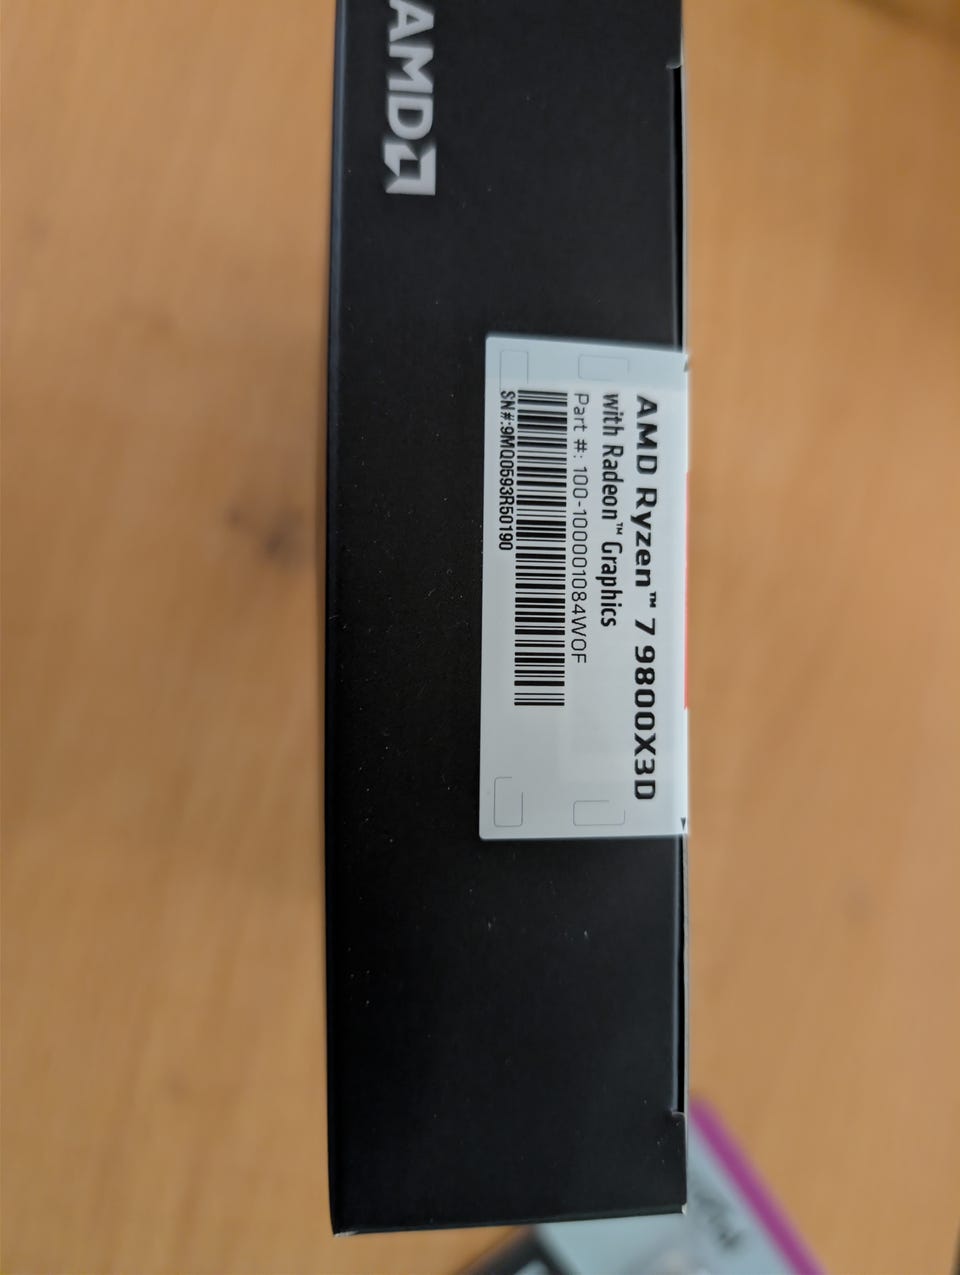 AMD
AMD Ryzen™ 7 9800X3D
with Radeon™ Graphics
Part #: 100-100001084WOF
SN#:9MQ0593R50190